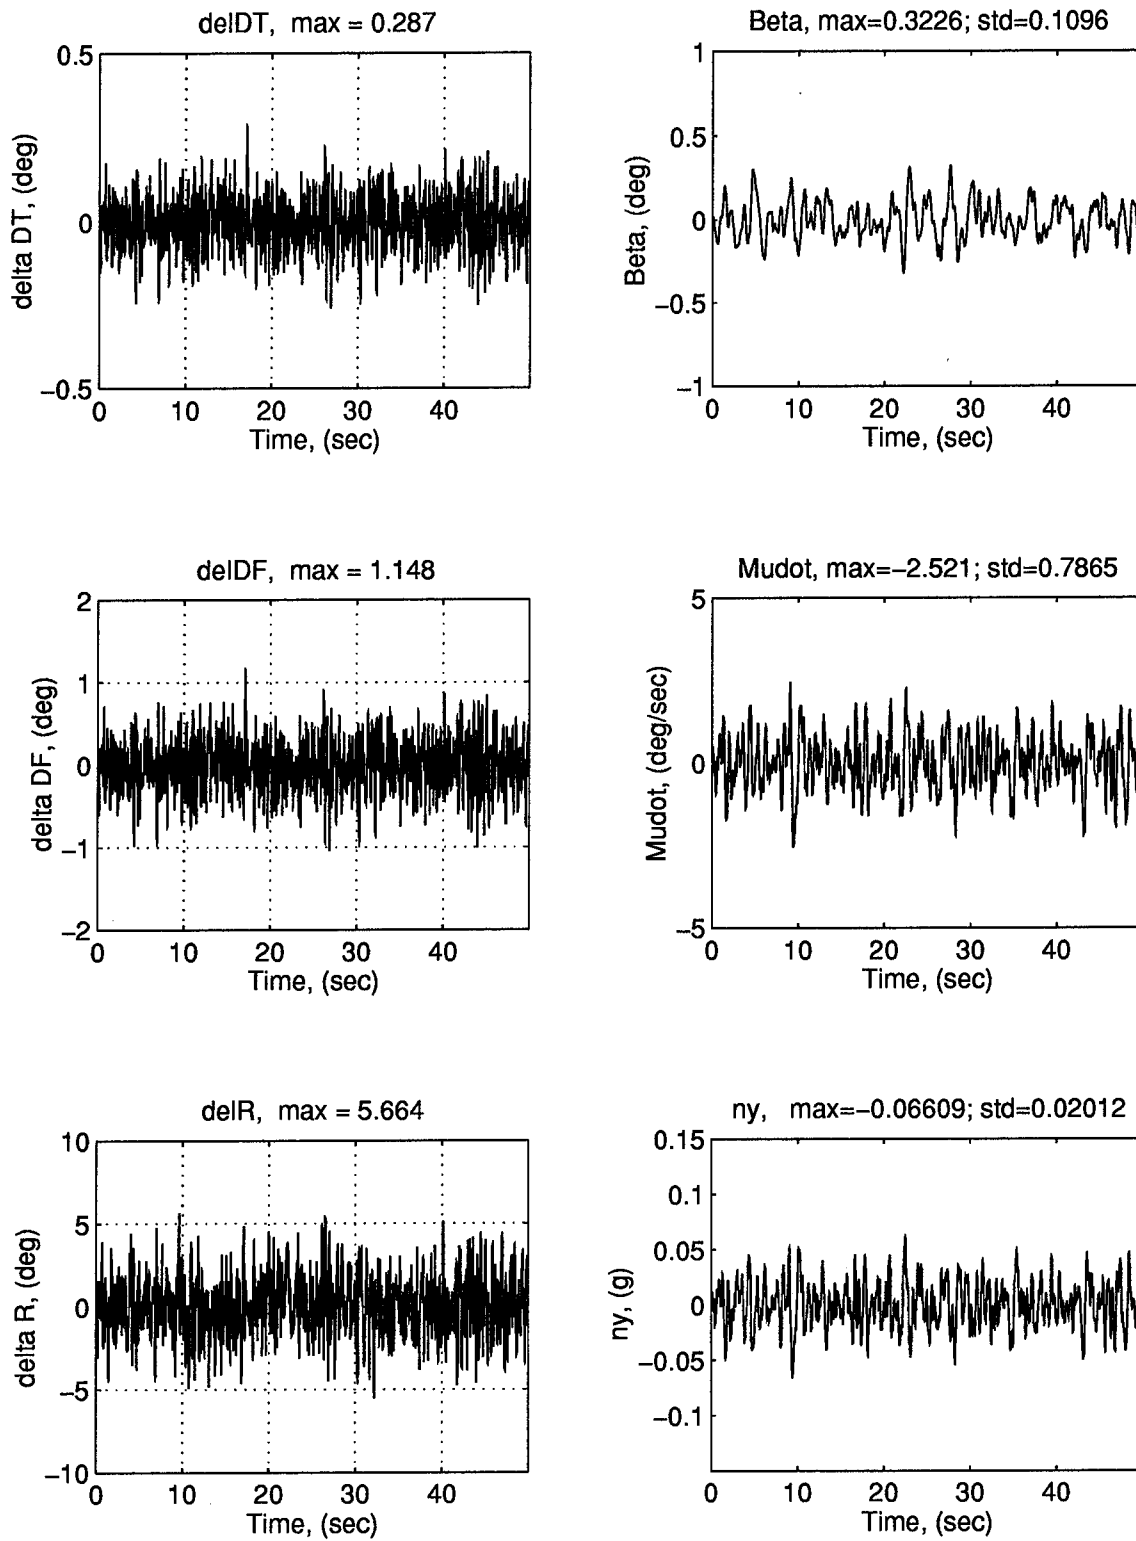 delDT, max = 0.287
0.5
0
−0.5
delta DT, (deg)
0 10 20 30 40
Time, (sec)
Beta, max=0.3226; std=0.1096
1
0.5
0
−0.5
−1
Beta, (deg)
0 10 20 30 40
Time, (sec)
delDF, max = 1.148
2
1
0
−1
−2
delta DF, (deg)
0 10 20 30 40
Time, (sec)
Mudot, max=−2.521; std=0.7865
5
0
−5
Mudot, (deg/sec)
0 10 20 30 40
Time, (sec)
delR, max = 5.664
10
5
0
−5
−10
delta R, (deg)
0 10 20 30 40
Time, (sec)
ny, max=−0.06609; std=0.02012
0.15
0.1
0.05
0
−0.05
−0.1
ny, (g)
0 10 20 30 40
Time, (sec)